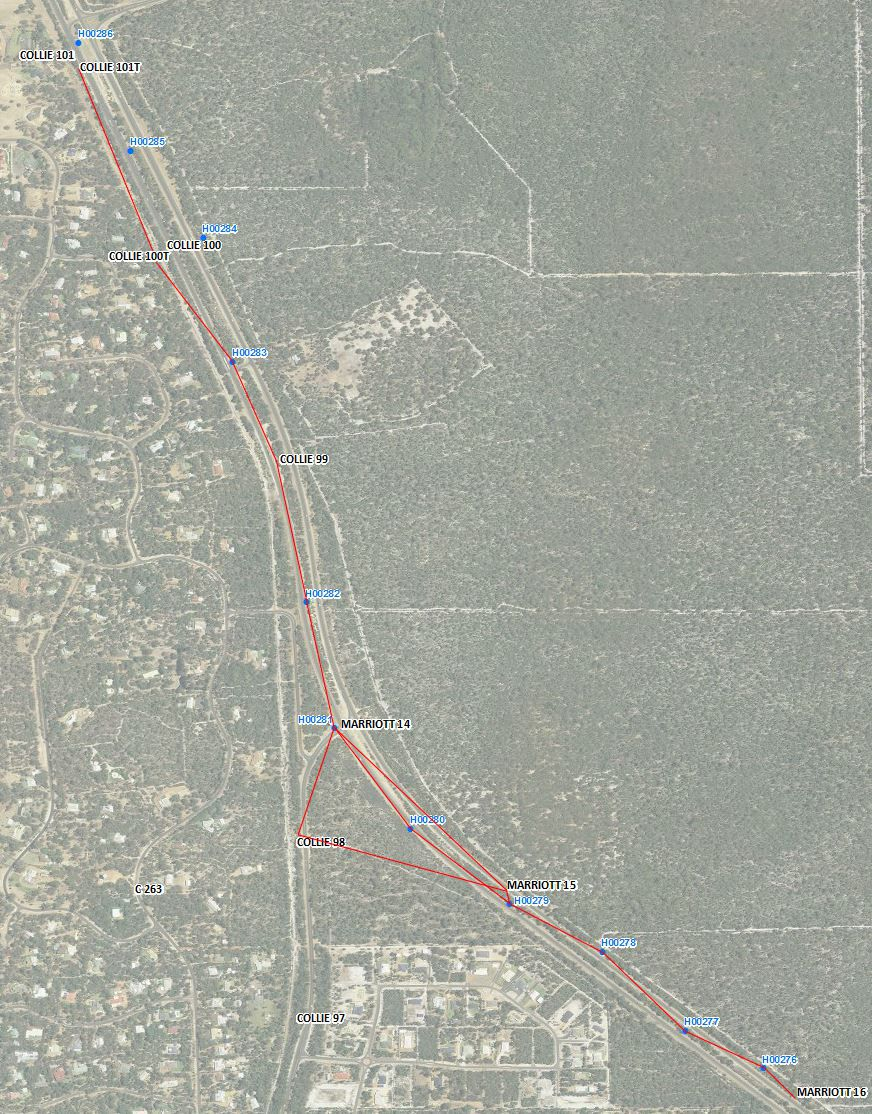 H00286
COLLIE 101
COLLIE 101T
H00285
H00284
COLLIE 100
COLLIE 100T
H00283
COLLIE 99
H00282
H00281
MARRIOTT 14
H00280
COLLIE 98
MARRIOTT 15
C 263
H00279
H00278
COLLIE 97
H00277
H00276
MARRIOTT 16